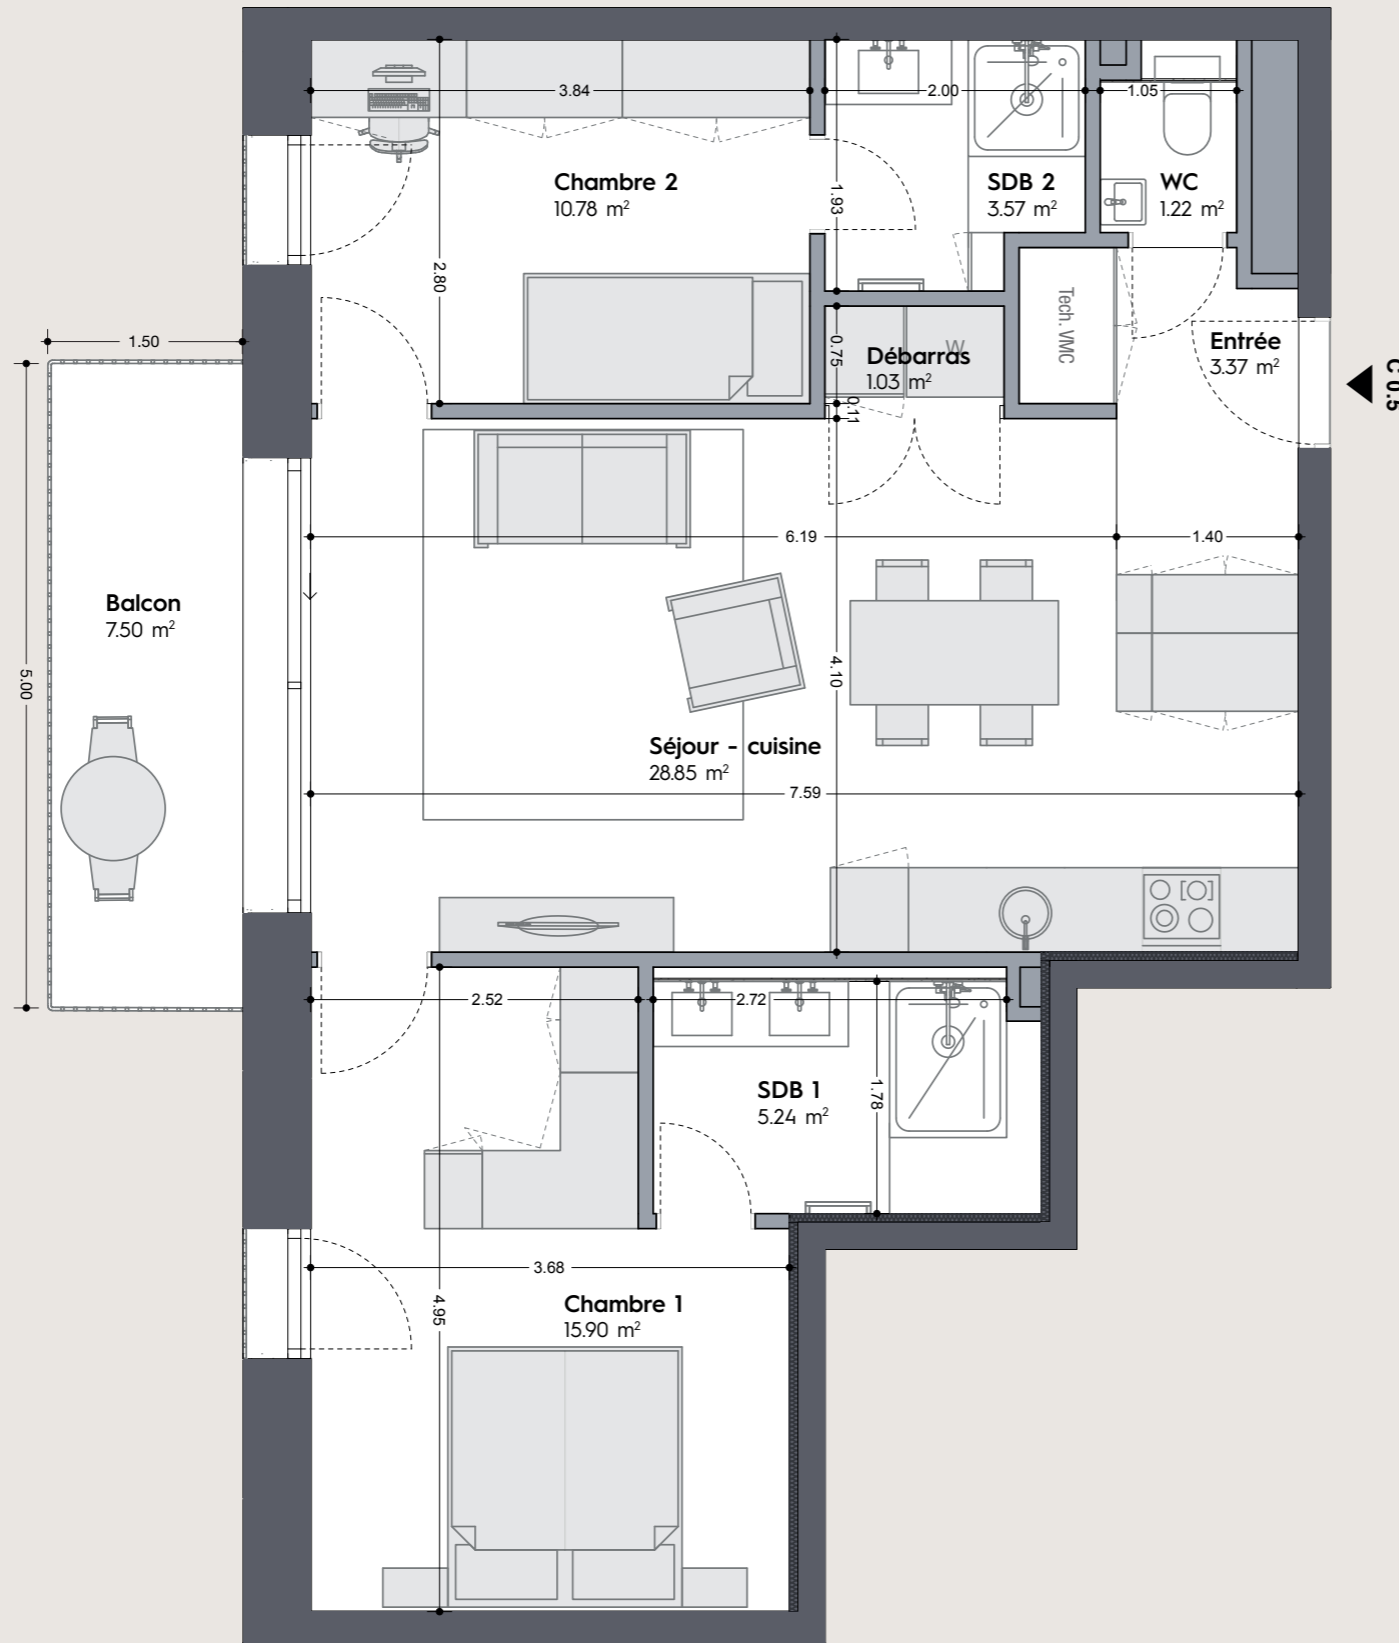 3.84
2.00
1.05
Chambre 2
10.78 m²
1.93
SDB 2
3.57 m²
WC
1.22 m²
2.80
Tech. VMC
1.50
Entrée
3.37 m²
C 0.5
0.75
W
Débarras
1.03 m²
0.11
6.19
1.40
Balcon
7.50 m²
5.00
4.10
Séjour - cuisine
28.85 m²
7.59
2.52
2.72
SDB 1
5.24 m²
1.78
3.68
4.95
Chambre 1
15.90 m²